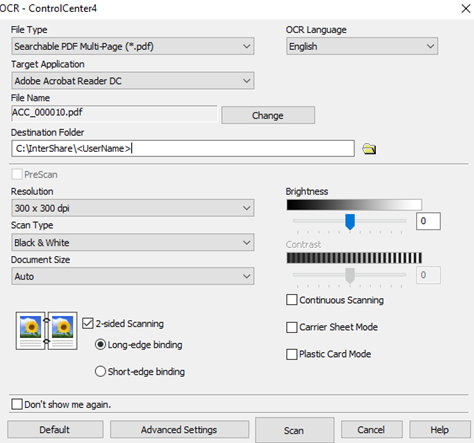 OCR - ControlCenter4
File Type
OCR Language
Searchable PDF Multi-Page (*.pdf)
English
Target Application
Adobe Acrobat Reader DC
File Name
ACC_000010.pdf
Change
Destination Folder
C:\InterShare\<UserName>
PreScan
Resolution
Brightness
300 x 300 dpi
0
Scan Type
Black & White
Contrast
Document Size
Auto
0
Continuous Scanning
2-sided Scanning
Carrier Sheet Mode
Long-edge binding
Plastic Card Mode
Short-edge binding
Don't show me again.
Default
Advanced Settings
Scan
Cancel
Help